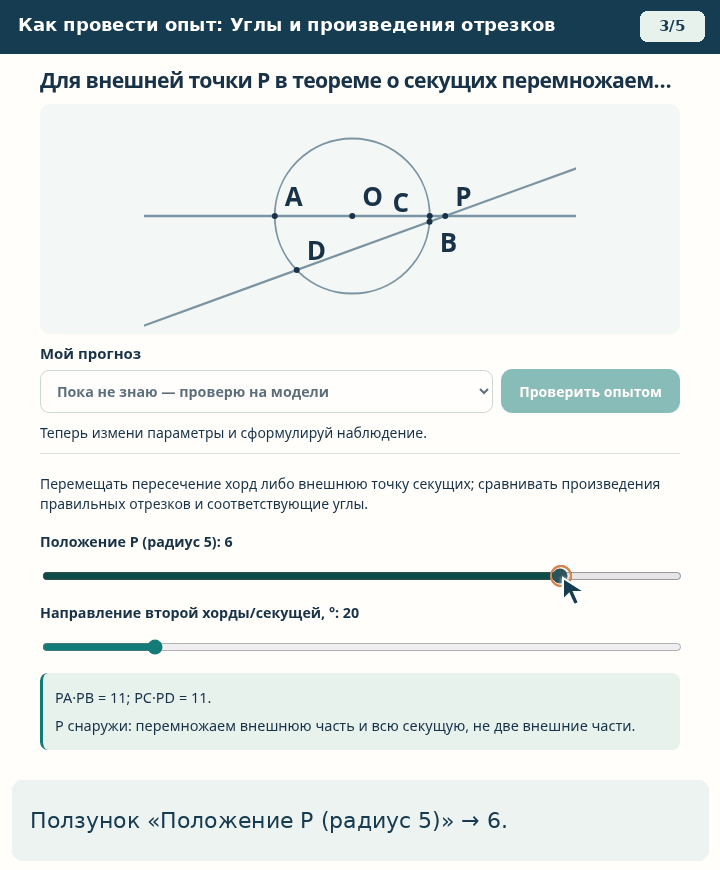 Как провести опыт: Углы и произведения отрезков
3/5
Для внешней точки P в теореме о секущих перемножаем…
A
O
C
P
B
D
Мой прогноз
Пока не знаю — проверю на модели
Проверить опытом
Теперь измени параметры и сформулируй наблюдение.
Перемещать пересечение хорд либо внешнюю точку секущих; сравнивать произведения
правильных отрезков и соответствующие углы.
Положение P (радиус 5): 6
Направление второй хорды/секущей, °: 20
PA·PB = 11; PC·PD = 11.
P снаружи: перемножаем внешнюю часть и всю секущую, не две внешние части.
Ползунок «Положение P (радиус 5)» → 6.